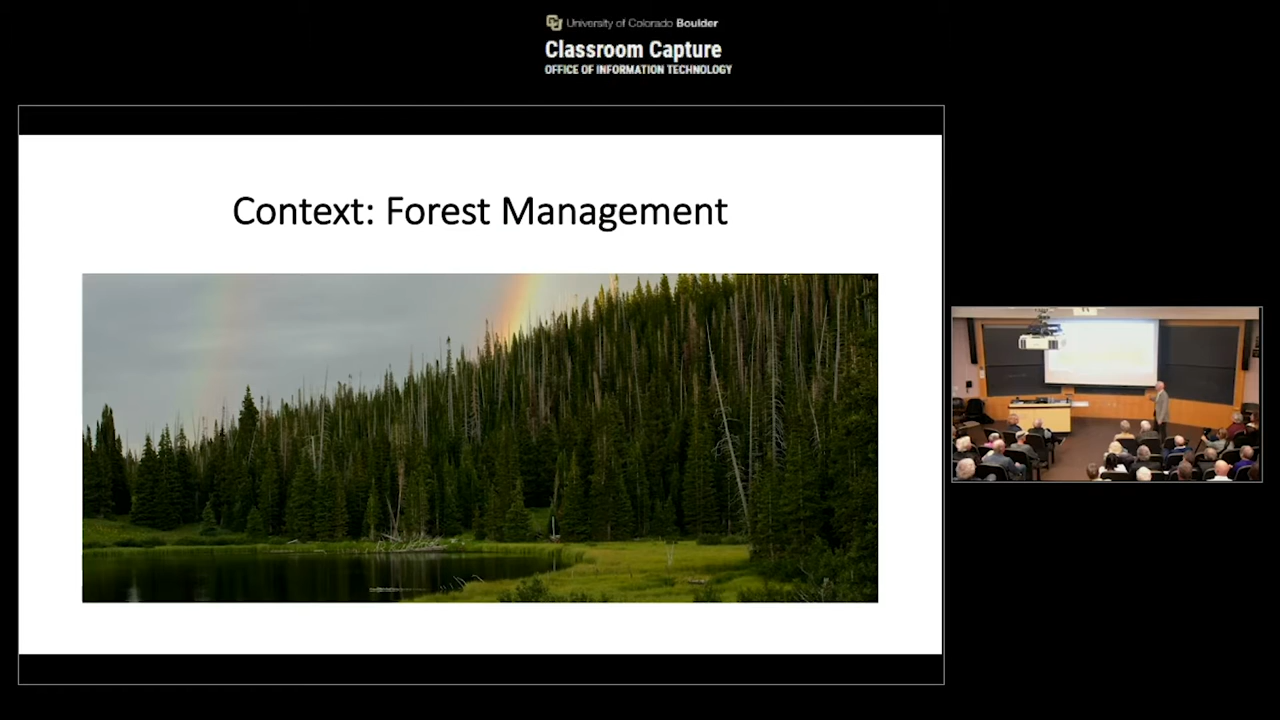 University of Colorado Boulder
Classroom Capture
OFFICE OF INFORMATION TECHNOLOGY
Context: Forest Management